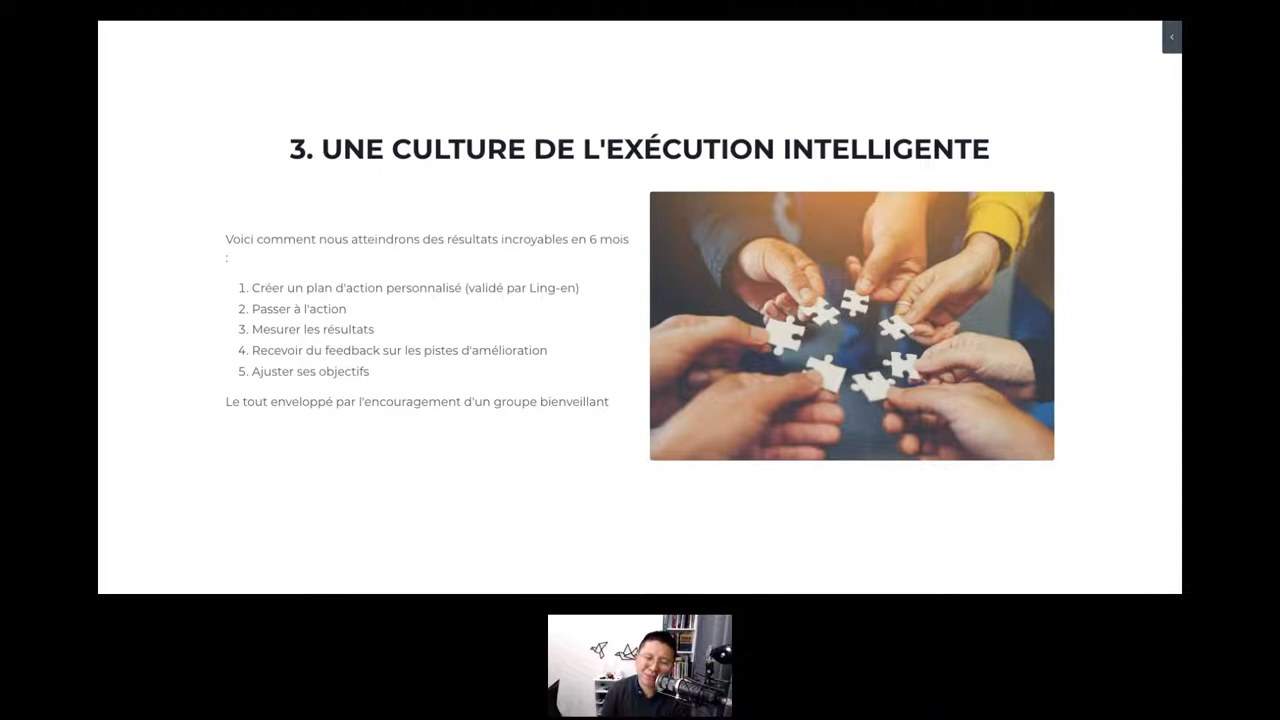 3. UNE CULTURE DE L'EXÉCUTION INTELLIGENTE
Voici comment nous atteindrons des résultats incroyables en 6 mois
:
1. Créer un plan d'action personnalisé (validé par Ling-en)
2. Passer à l'action
3. Mesurer les résultats
4. Recevoir du feedback sur les pistes d'amélioration
5. Ajuster ses objectifs
Le tout enveloppé par l'encouragement d'un groupe bienveillant